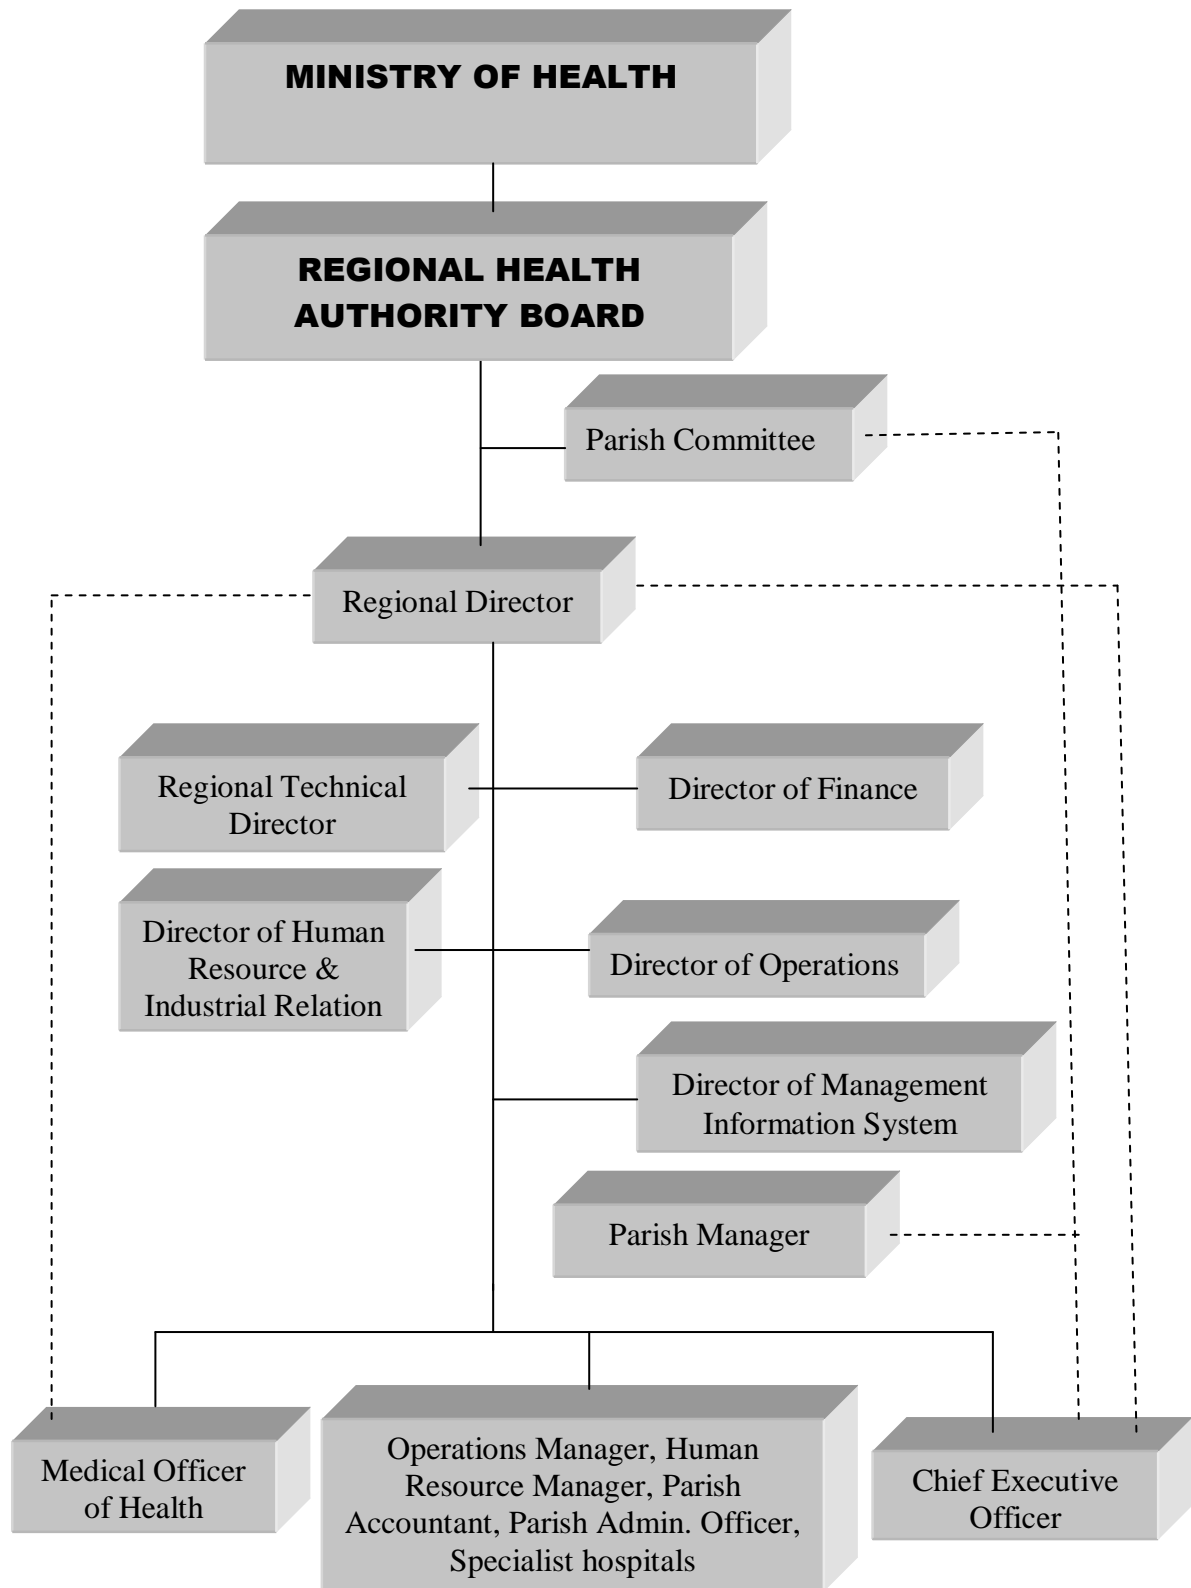 MINISTRY OF HEALTH
REGIONAL HEALTH
AUTHORITY BOARD
Parish Committee
Regional Director
Regional Technical
Director
Director of Finance
Director of Human
Resource &
Industrial Relation
Director of Operations
Director of Management
Information System
Parish Manager
Medical Officer
of Health
Operations Manager, Human
Resource Manager, Parish
Accountant, Parish Admin. Officer,
Specialist hospitals
Chief Executive
Officer